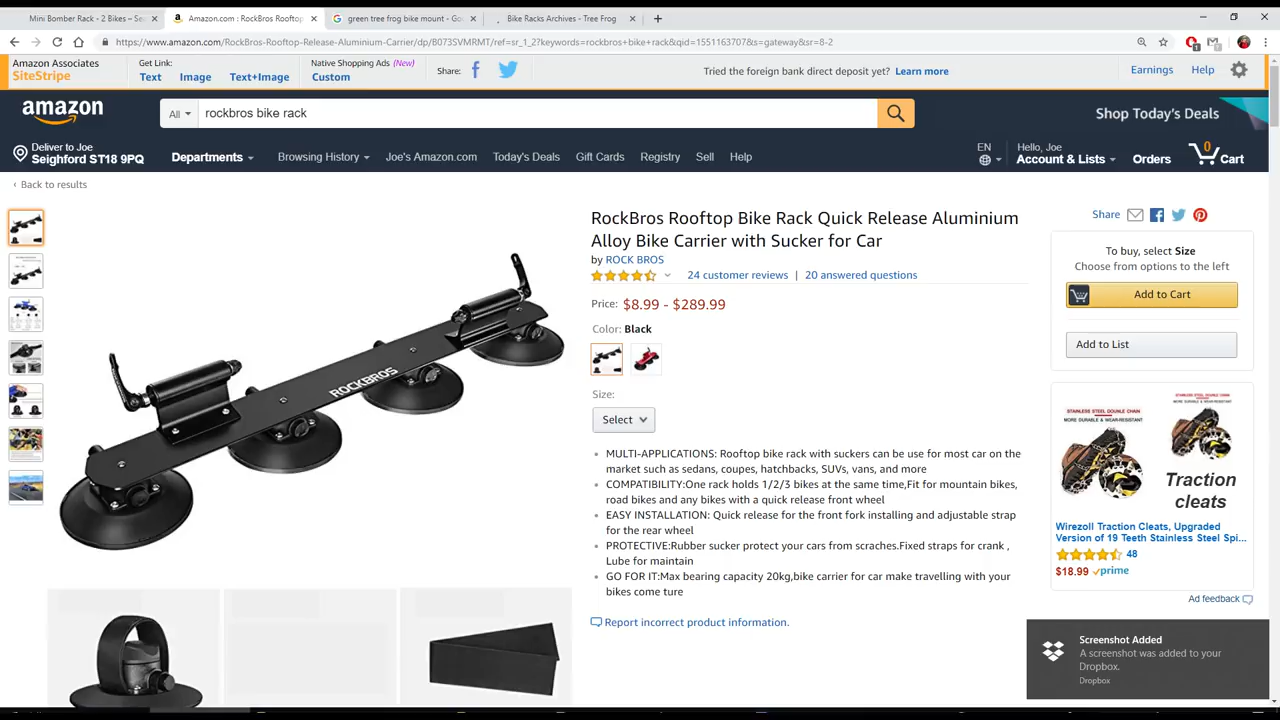 Mini Bomber Rack - 2 Bikes – Sea
Amazon.com : RockBros Rooftop
green tree frog bike mount - Goo
Bike Racks Archives - Tree Frog
https://www.amazon.com/RockBros-Rooftop-Release-Aluminium-Carrier/dp/B073SVMRMT/ref=sr_1_2?keywords=rockbros+bike+rack&qid=1551163707&s=gateway&sr=8-2
Amazon Associates
SiteStripe
Get Link:
Text Image Text+Image
Native Shopping Ads (New)
Custom
Share:
Tried the foreign bank direct deposit yet? Learn more
Earnings Help
amazon
All
rockbros bike rack
Shop Today's Deals
Deliver to Joe
Seighford ST18 9PQ
Departments Browsing History Joe's Amazon.com Today's Deals Gift Cards Registry Sell Help
EN
Hello, Joe
Account & Lists
Orders
0
Cart
‹ Back to results
ROCKBROS
RockBros Rooftop Bike Rack Quick Release Aluminium
Alloy Bike Carrier with Sucker for Car
by ROCK BROS
24 customer reviews | 20 answered questions
Price: $8.99 - $289.99
Color: Black
Size:
Select
MULTI-APPLICATIONS: Rooftop bike rack with suckers can be use for most car on the
market such as sedans, coupes, hatchbacks, SUVs, vans, and more
COMPATIBILITY:One rack holds 1/2/3 bikes at the same time,Fit for mountain bikes,
road bikes and any bikes with a quick release front wheel
EASY INSTALLATION: Quick release for the front fork installing and adjustable strap
for the rear wheel
PROTECTIVE:Rubber sucker protect your cars from scraches.Fixed straps for crank ,
Lube for maintain
GO FOR IT:Max bearing capacity 20kg,bike carrier for car make travelling with your
bikes come ture
Report incorrect product information.
Share
To buy, select Size
Choose from options to the left
Add to Cart
Add to List
STAINLESS STEEL DOUNLE CHAIN
MORE DURABLE & WEAR-RESISTANT
Traction
cleats
Wirezoll Traction Cleats, Upgraded
Version of 19 Teeth Stainless Steel Spi...
48
$18.99 prime
Ad feedback
Screenshot Added
A screenshot was added to your
Dropbox.
Dropbox